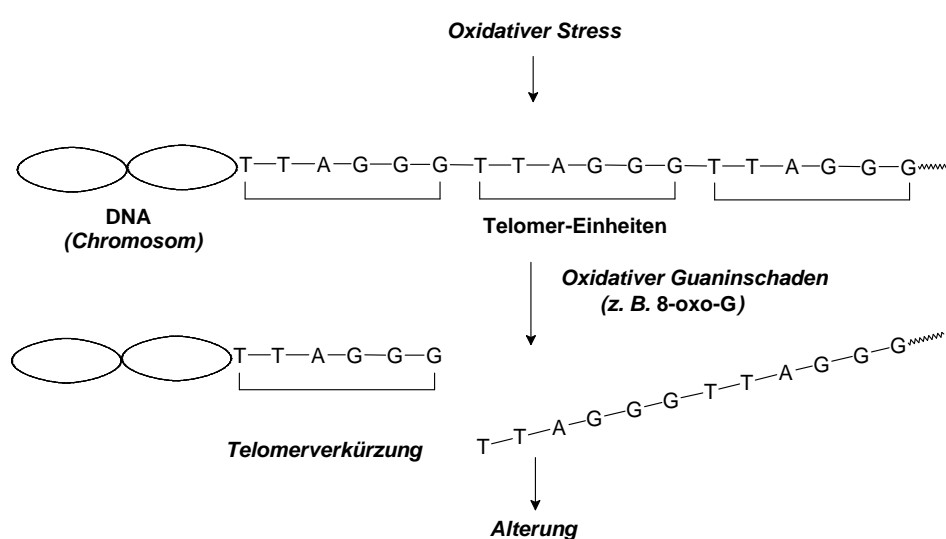 Oxidativer Stress
T T A G G G T T A G G G T T A G G G
DNA
(Chromosom)
Telomer-Einheiten
Oxidativer Guaninschaden
(z. B. 8-oxo-G)
T T A G G G
T T A G G G T T A G G G
Telomerverkürzung
Alterung